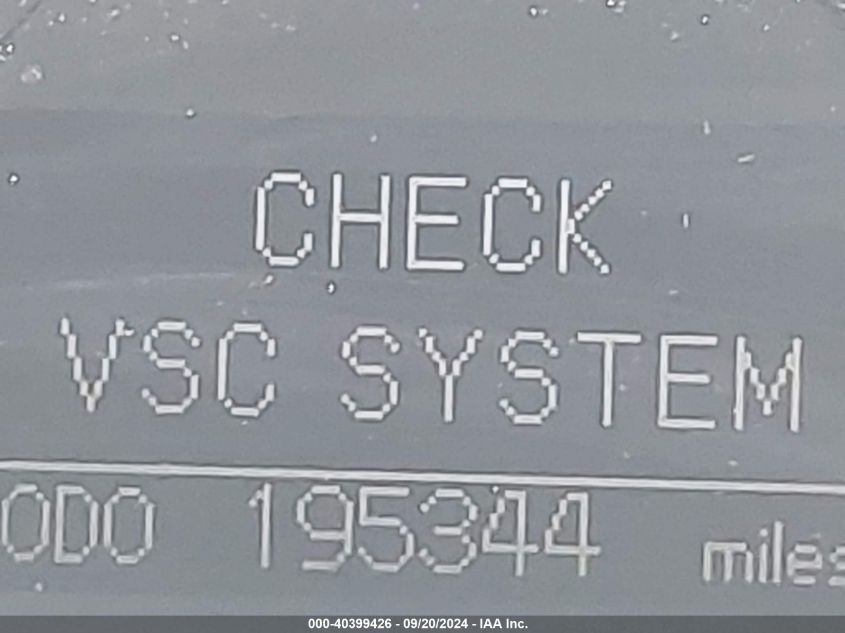 CHECK
VSC SYSTEM
ODO 195344 miles
000-40399426 - 09/20/2024 - IAA Inc.